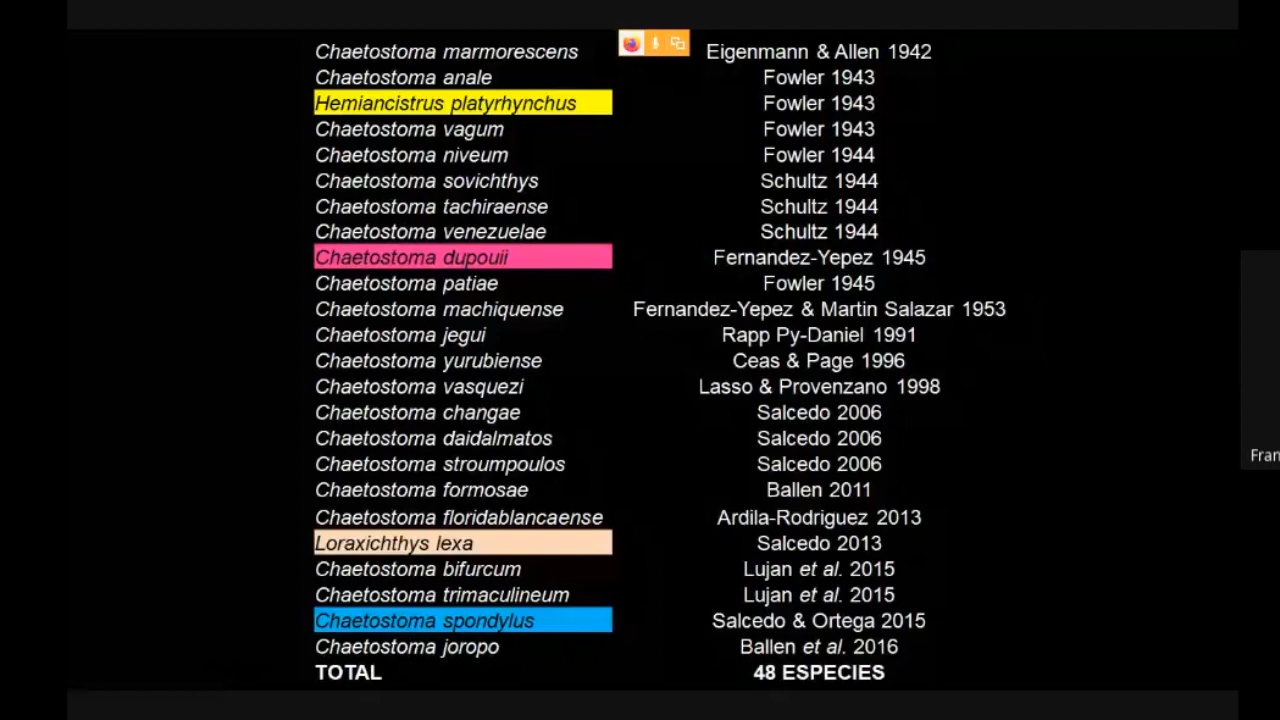 Chaetostoma marmorescens Eigenmann & Allen 1942
Chaetostoma anale Fowler 1943
Hemiancistrus platyrhynchus Fowler 1943
Chaetostoma vagum Fowler 1943
Chaetostoma niveum Fowler 1944
Chaetostoma sovichthys Schultz 1944
Chaetostoma tachiraense Schultz 1944
Chaetostoma venezuelae Schultz 1944
Chaetostoma dupouii Fernandez-Yepez 1945
Chaetostoma patiae Fowler 1945
Chaetostoma machiquense Fernandez-Yepez & Martin Salazar 1953
Chaetostoma jegui Rapp Py-Daniel 1991
Chaetostoma yurubiense Ceas & Page 1996
Chaetostoma vasquezi Lasso & Provenzano 1998
Chaetostoma changae Salcedo 2006
Chaetostoma daidalmatos Salcedo 2006
Chaetostoma stroumpoulos Salcedo 2006
Chaetostoma formosae Ballen 2011
Chaetostoma floridablancaense Ardila-Rodriguez 2013
Loraxichthys lexa Salcedo 2013
Chaetostoma bifurcum Lujan et al. 2015
Chaetostoma trimaculineum Lujan et al. 2015
Chaetostoma spondylus Salcedo & Ortega 2015
Chaetostoma joropo Ballen et al. 2016
TOTAL 48 ESPECIES
Fran